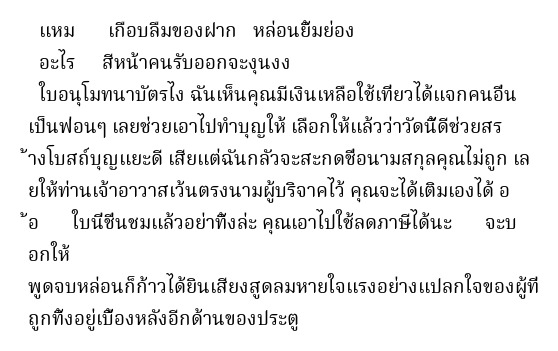 แหม เกือบลืมของฝาก หล่อนยิ้มย่อง
อะไร สีหน้าคนรับออกจะงุนงง
ใบอนุโมทนาบัตรไง ฉันเห็นคุณมีเงินเหลือใช้เที่ยวได้แจกคนอื่น
เป็นฟอนๆ เลยช่วยเอาไปทำบุญให้ เลือกให้แล้วว่าวัดนี้ดีช่วยสร
้างโบสถ์บุญแยะดี เสียแต่ฉันกลัวจะสะกดชื่อนามสกุลคุณไม่ถูก เล
ยให้ท่านเจ้าอาวาสเว้นตรงนามผู้บริจาคไว้ คุณจะได้เติมเองได้ อ
้อ ใบนี้ชื่นชมแล้วอย่าทิ้งล่ะ คุณเอาไปใช้ลดภาษีได้นะ จะบ
อกให้
พูดจบหล่อนก็ก้าวได้ยินเสียงสูดลมหายใจแรงอย่างแปลกใจของผู้ที่
ถูกทิ้งอยู่เบื้องหลังอีกด้านของประตู